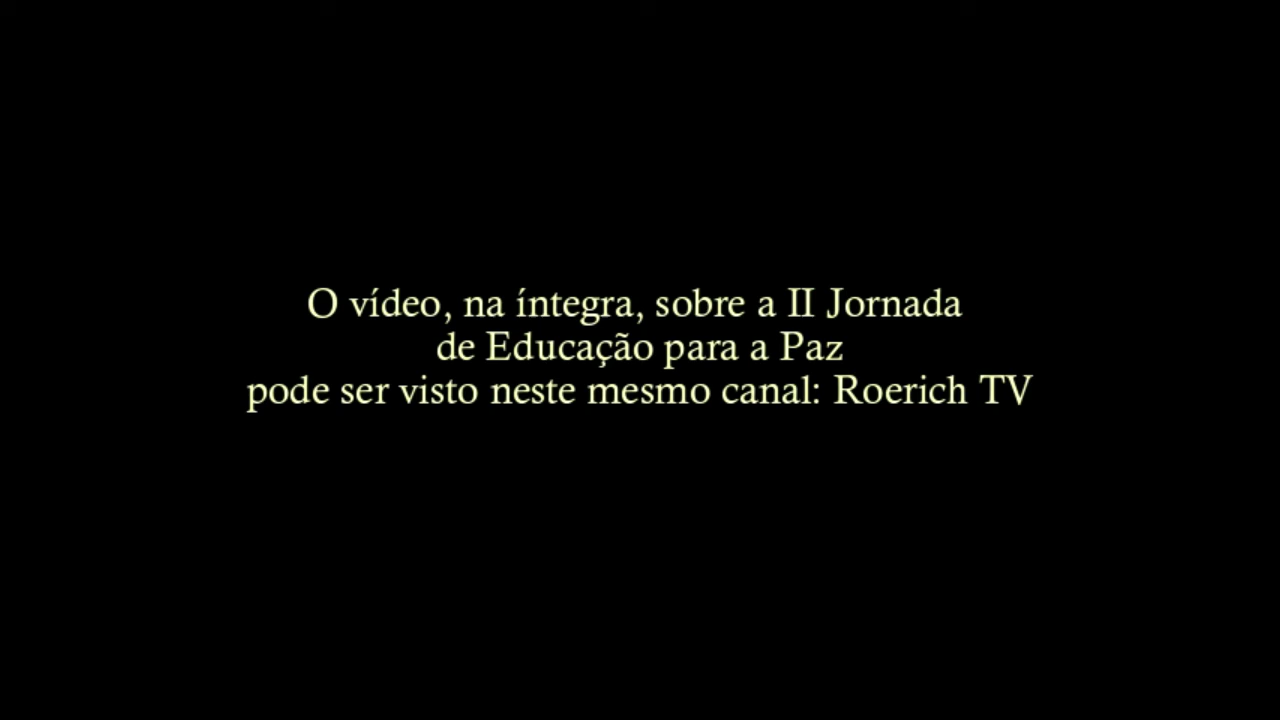 O vídeo, na íntegra, sobre a II Jornada
de Educação para a Paz
pode ser visto neste mesmo canal: Roerich TV